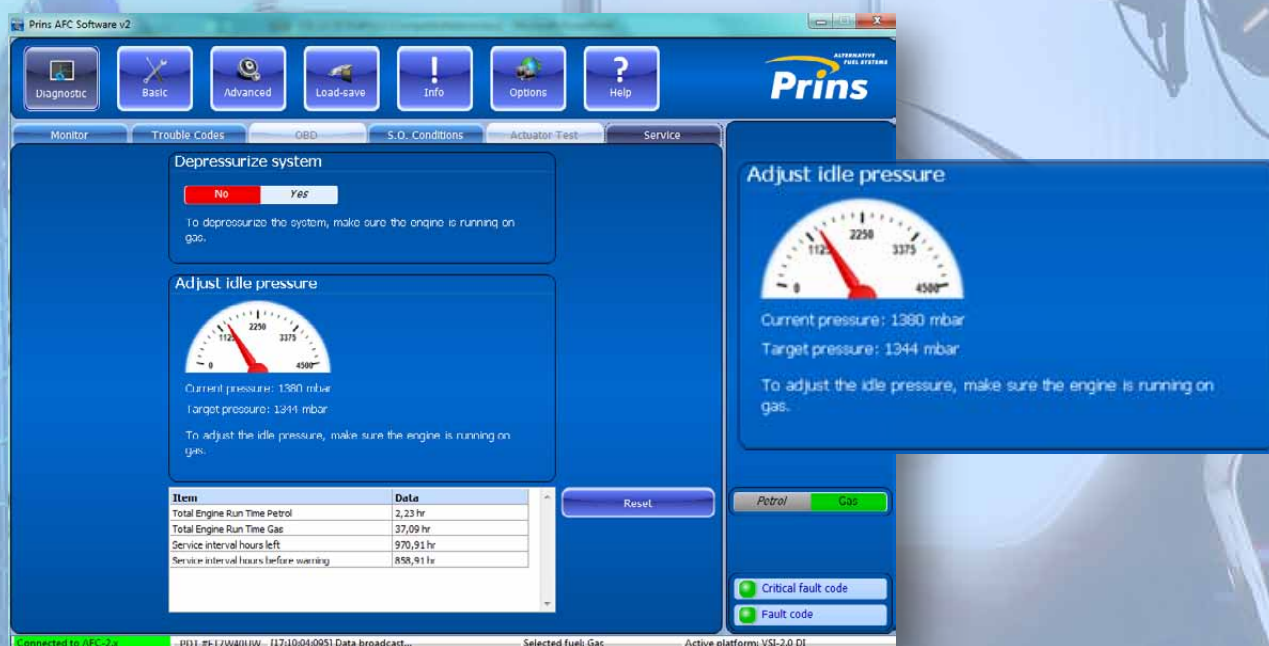 Prins AFC Software v2
Diagnostic
Basic
Advanced
Load-save
Info
Options
Help
ALTERNATIVE
FUEL SYSTEMS
Prins
Monitor
Trouble Codes
OBD
S.O. Conditions
Actuator Test
Service
Depressurize system
No
Yes
To depressurize the system, make sure the engine is running on
gas.
Adjust idle pressure
0
1125
2250
3375
4500
Current pressure: 1380 mbar
Target pressure: 1344 mbar
To adjust the idle pressure, make sure the engine is running on
gas.
Item Data
Total Engine Run Time Petrol 2,23 hr
Total Engine Run Time Gas 37,09 hr
Service interval hours left 970,91 hr
Service interval hours before warning 858,91 hr
Reset
Adjust idle pressure
0
1125
2250
3375
4500
Current pressure: 1380 mbar
Target pressure: 1344 mbar
To adjust the idle pressure, make sure the engine is running on
gas.
Petrol Gas
Critical fault code
Fault code
Connected to AFC-2.x
[17:10:04:095] Data broadcast...
Selected fuel: Gas
Active platform: VSI-2.0 DI